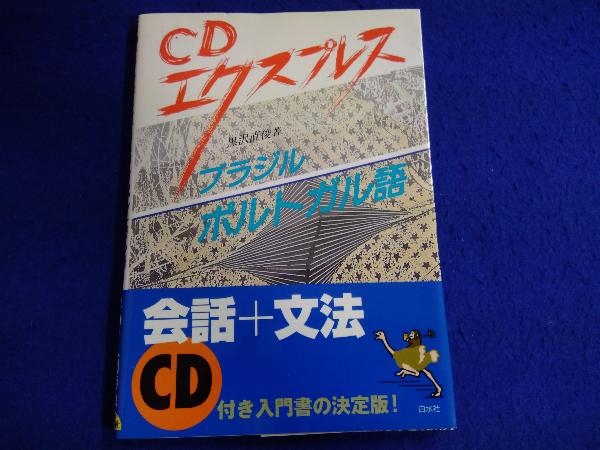 CD
エクスプレス
黒沢直俊著
ブラジル
ポルトガル語
会話+文法
CD
付き入門書の決定版!
白水社